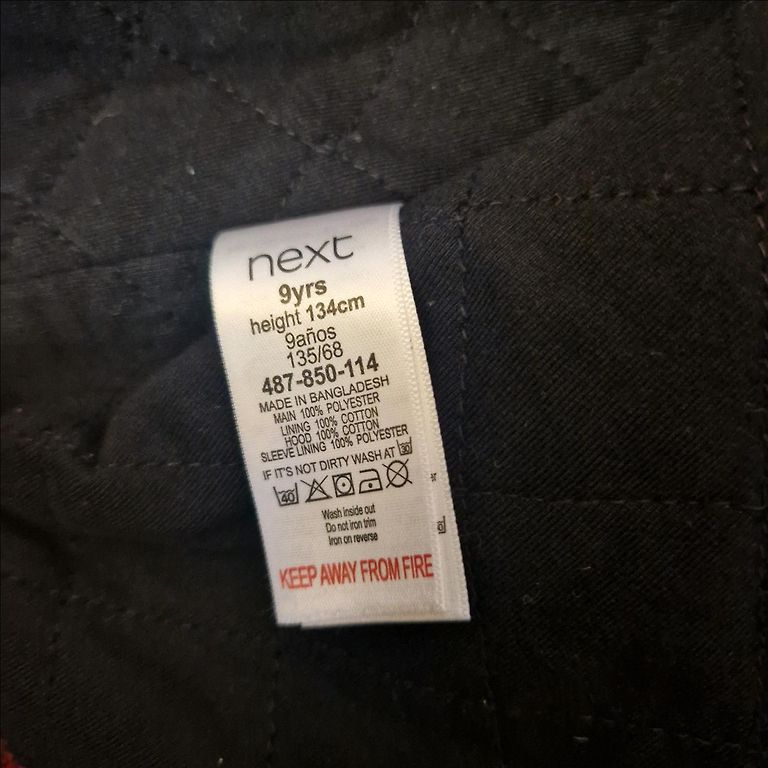 next
9yrs
height 134cm
9años
135/68
487-850-114
MADE IN BANGLADESH
MAIN 100% POLYESTER
LINING 100% COTTON
HOOD 100% COTTON
SLEEVE LINING 100% POLYESTER
IF IT'S NOT DIRTY WASH AT 30
40
Wash inside out
Do not iron trim
Iron on reverse
KEEP AWAY FROM FIRE